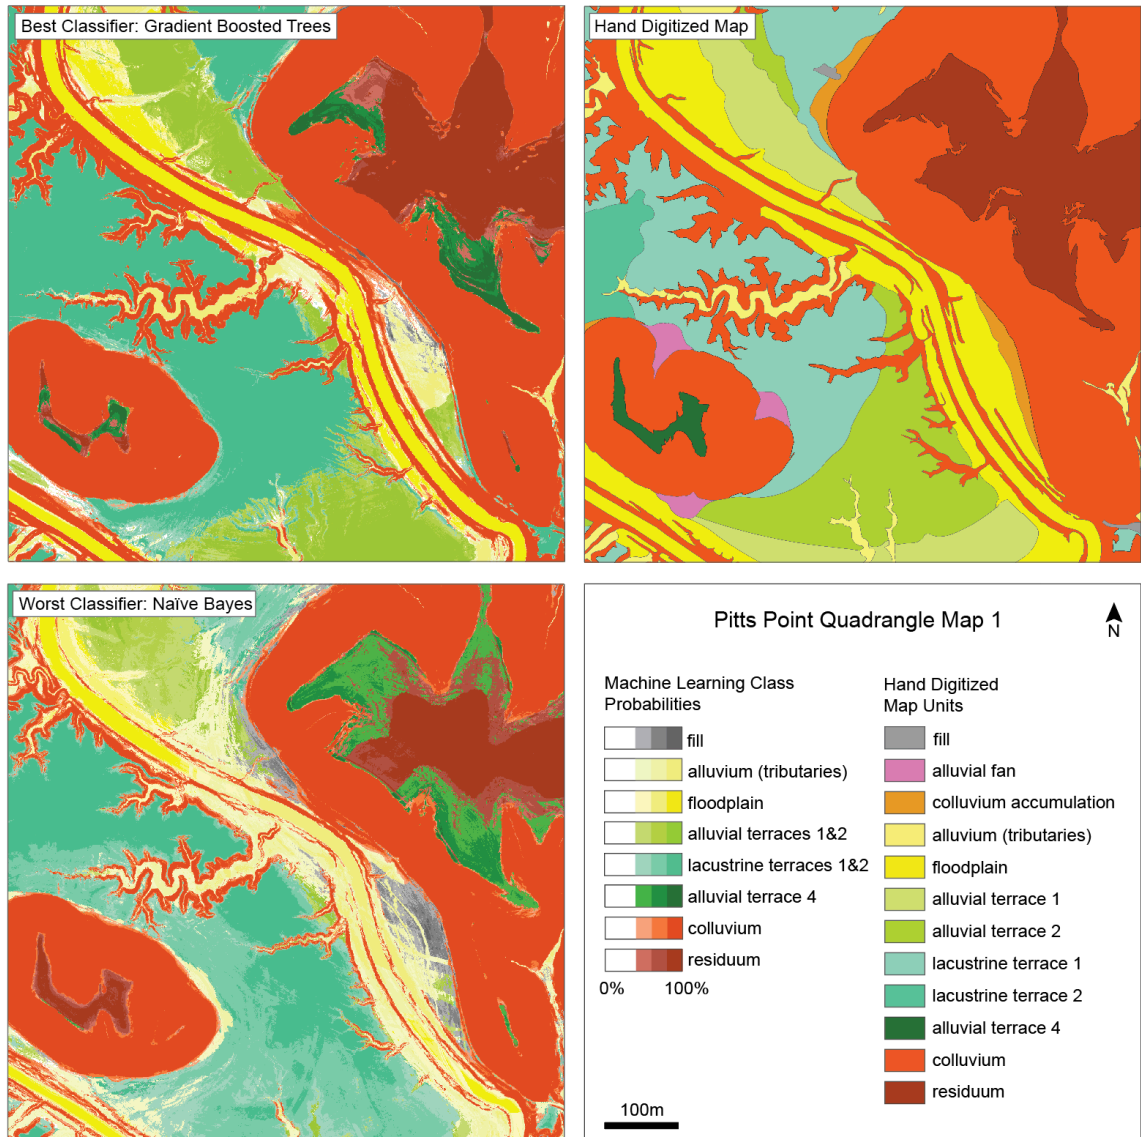 Best Classifier: Gradient Boosted Trees
Hand Digitized Map
Worst Classifier: Naïve Bayes
Pitts Point Quadrangle Map 1
N
Machine Learning Class
Probabilities
fill
alluvium (tributaries)
floodplain
alluvial terraces 1&2
lacustrine terraces 1&2
alluvial terrace 4
colluvium
residuum
0% 100%
100m
Hand Digitized
Map Units
fill
alluvial fan
colluvium accumulation
alluvium (tributaries)
floodplain
alluvial terrace 1
alluvial terrace 2
lacustrine terrace 1
lacustrine terrace 2
alluvial terrace 4
colluvium
residuum